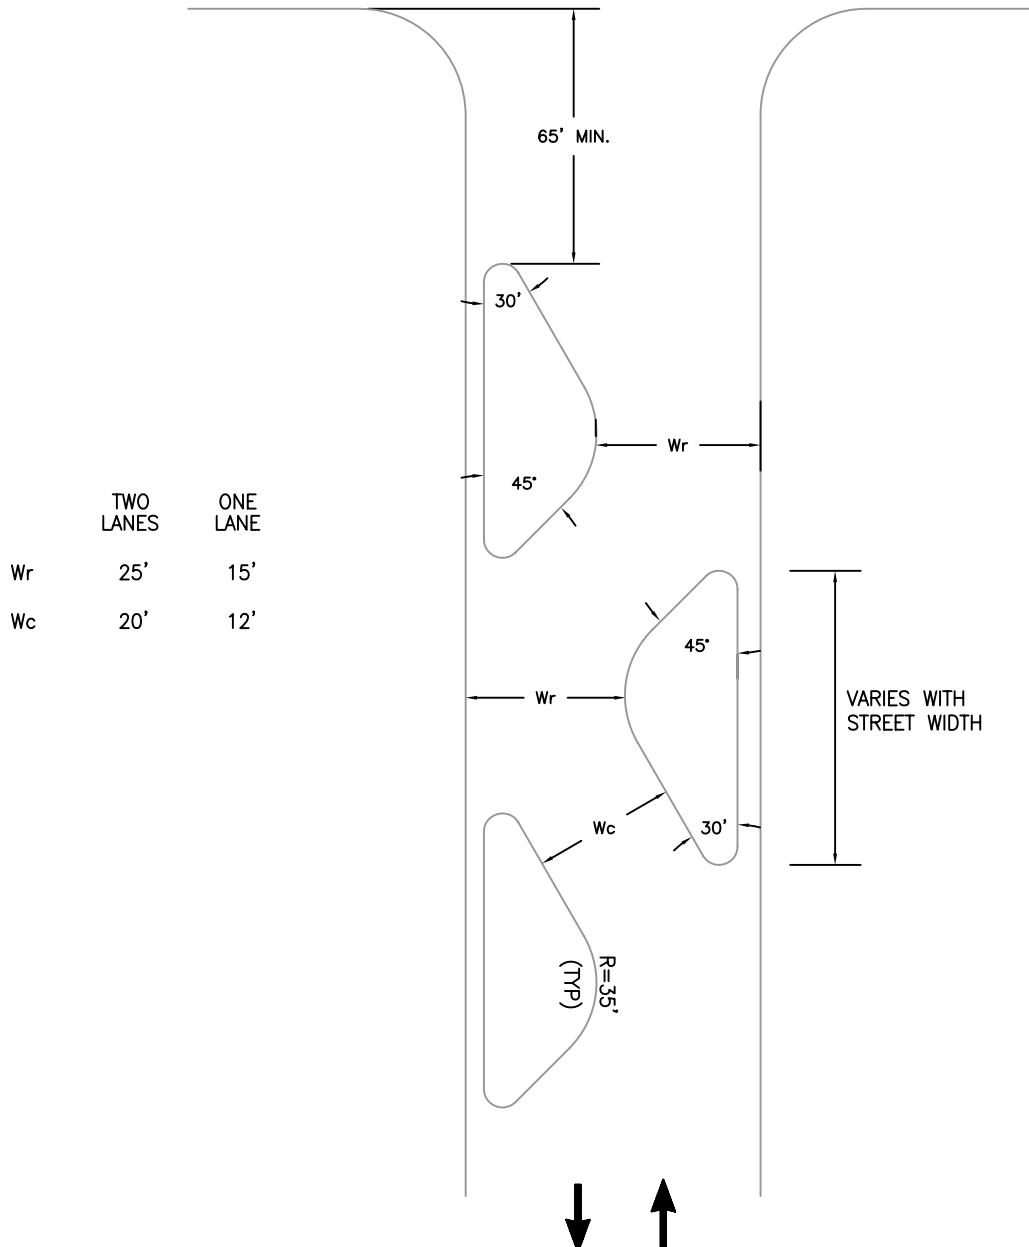 65' MIN.
30'
Wr
45°
TWO LANES ONE LANE
Wr 25' 15'
Wc 20' 12'
45°
Wr
VARIES WITH
STREET WIDTH
Wc
30'
R=35'
(TYP)